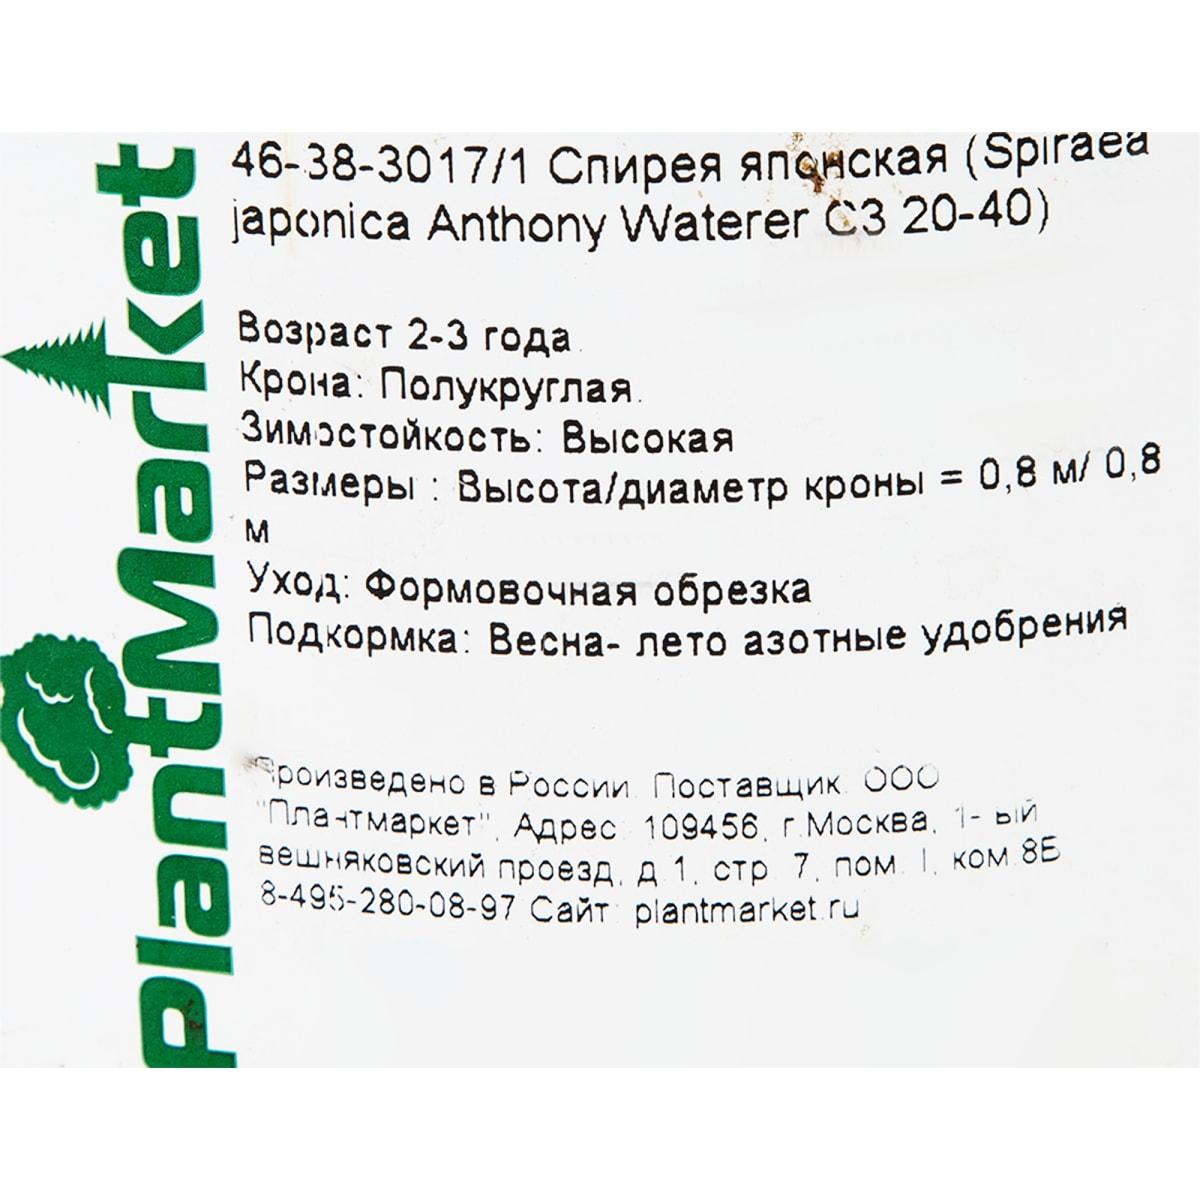 46-38-3017/1 Спирея японская (Spiraea
japonica Anthony Waterer C3 20-40)
Возраст 2-3 года.
Крона: Полукруглая.
Зимостойкость: Высокая
Размеры : Высота/диаметр кроны = 0,8 м/ 0,8
м
Уход: Формовочная обрезка
Подкормка: Весна- лето азотные удобрения
Произведено в России. Поставщик: ООО
"Плантмаркет", Адрес: 109456, г.Москва, 1- ый
вешняковский проезд, д.1, стр. 7, пом. I, ком.8Б
8-495-280-08-97 Сайт: plantmarket.ru
PlantMarket